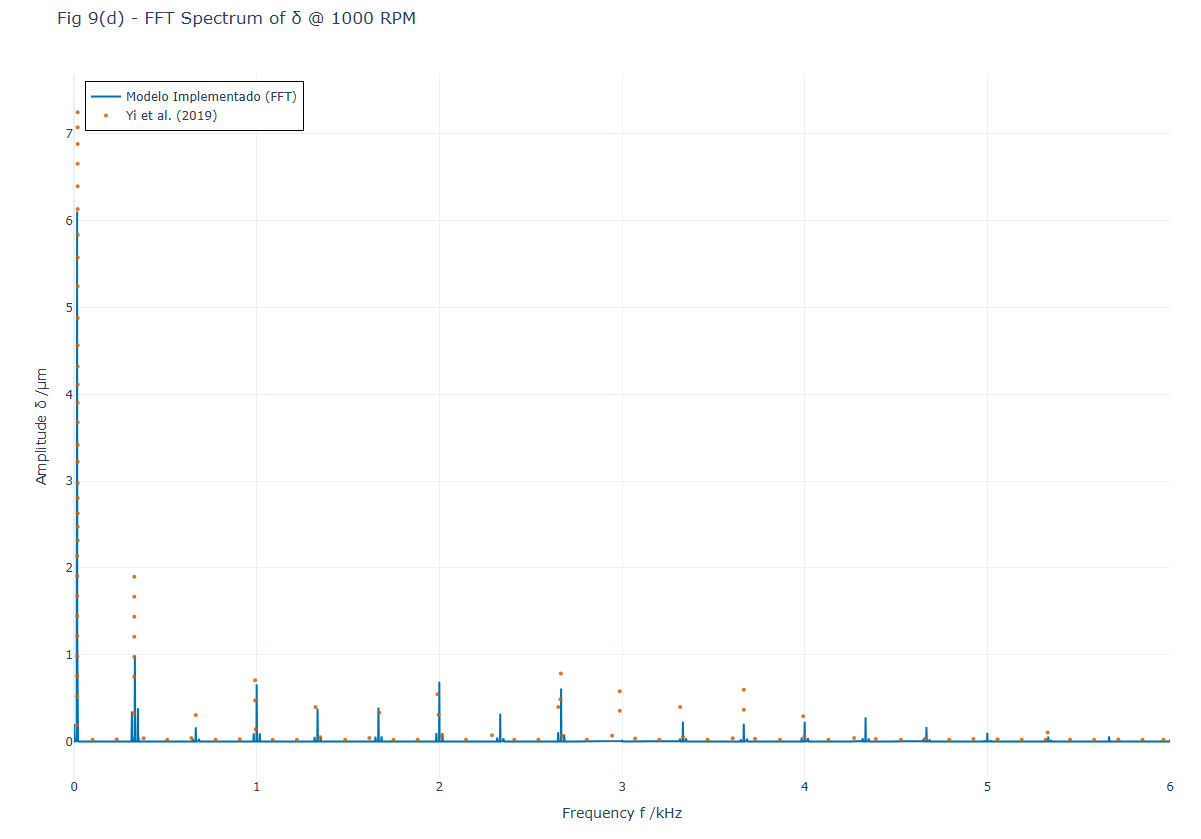 Fig 9(d) - FFT Spectrum of δ @ 1000 RPM
Modelo Implementado (FFT)
Yi et al. (2019)
7
6
5
4
3
2
1
0
Amplitude δ /μm
0 1 2 3 4 5 6
Frequency f /kHz